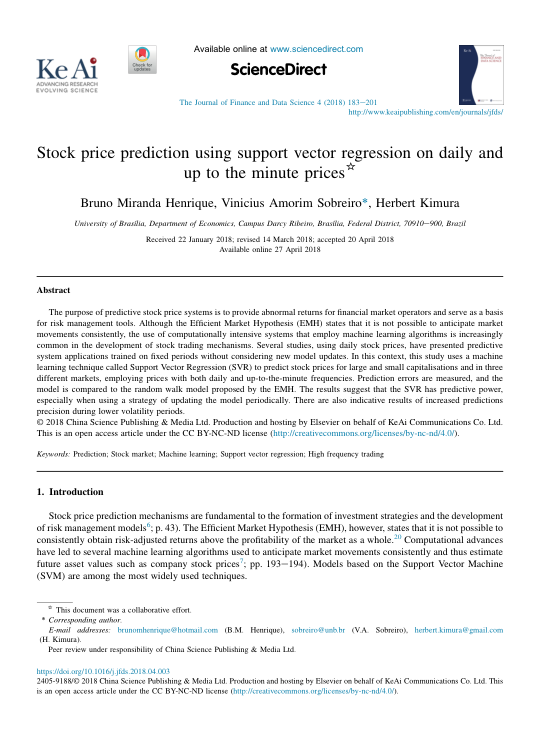 Ke Ai
ADVANCING RESEARCH
EVOLVING SCIENCE
Check for
updates
Available online at www.sciencedirect.com
ScienceDirect
The Journal of Finance and Data Science 4 (2018) 183–201
http://www.keaipublishing.com/en/journals/jfds/
Stock price prediction using support vector regression on daily and
up to the minute prices☆
Bruno Miranda Henrique, Vinicius Amorim Sobreiro*, Herbert Kimura
University of Brasília, Department of Economics, Campus Darcy Ribeiro, Brasília, Federal District, 70910–900, Brazil
Received 22 January 2018; revised 14 March 2018; accepted 20 April 2018
Available online 27 April 2018
Abstract
The purpose of predictive stock price systems is to provide abnormal returns for financial market operators and serve as a basis
for risk management tools. Although the Efficient Market Hypothesis (EMH) states that it is not possible to anticipate market
movements consistently, the use of computationally intensive systems that employ machine learning algorithms is increasingly
common in the development of stock trading mechanisms. Several studies, using daily stock prices, have presented predictive
system applications trained on fixed periods without considering new model updates. In this context, this study uses a machine
learning technique called Support Vector Regression (SVR) to predict stock prices for large and small capitalisations and in three
different markets, employing prices with both daily and up-to-the-minute frequencies. Prediction errors are measured, and the
model is compared to the random walk model proposed by the EMH. The results suggest that the SVR has predictive power,
especially when using a strategy of updating the model periodically. There are also indicative results of increased predictions
precision during lower volatility periods.
© 2018 China Science Publishing & Media Ltd. Production and hosting by Elsevier on behalf of KeAi Communications Co. Ltd.
This is an open access article under the CC BY-NC-ND license (http://creativecommons.org/licenses/by-nc-nd/4.0/).
Keywords: Prediction; Stock market; Machine learning; Support vector regression; High frequency trading
1. Introduction
Stock price prediction mechanisms are fundamental to the formation of investment strategies and the development
of risk management models6; p. 43). The Efficient Market Hypothesis (EMH), however, states that it is not possible to
consistently obtain risk-adjusted returns above the profitability of the market as a whole.20 Computational advances
have led to several machine learning algorithms used to anticipate market movements consistently and thus estimate
future asset values such as company stock prices7; pp. 193–194). Models based on the Support Vector Machine
(SVM) are among the most widely used techniques.
☆ This document was a collaborative effort.
* Corresponding author.
E-mail addresses: brunomhenrique@hotmail.com (B.M. Henrique), sobreiro@unb.br (V.A. Sobreiro), herbert.kimura@gmail.com
(H. Kimura).
Peer review under responsibility of China Science Publishing & Media Ltd.
https://doi.org/10.1016/j.jfds.2018.04.003
2405-9188/© 2018 China Science Publishing & Media Ltd. Production and hosting by Elsevier on behalf of KeAi Communications Co. Ltd. This
is an open access article under the CC BY-NC-ND license (http://creativecommons.org/licenses/by-nc-nd/4.0/).